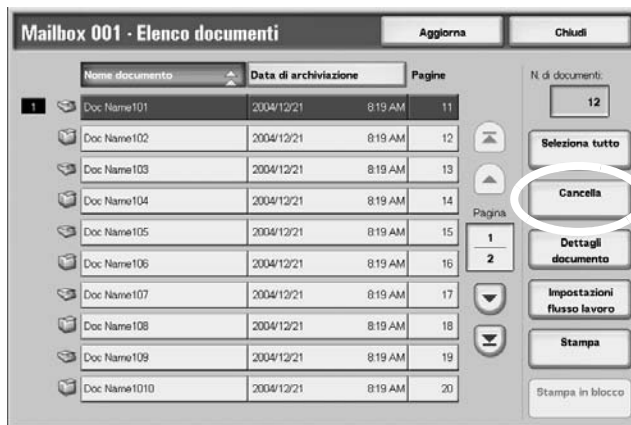 Mailbox 001 - Elenco documenti Aggiorna Chiudi
Nome documento Data di archiviazione Pagine N. di documenti:
12
1 Doc Name101 2004/12/21 8:19 AM 11
Doc Name102 2004/12/21 8:19 AM 12
Doc Name103 2004/12/21 8:19 AM 13
Doc Name104 2004/12/21 8:19 AM 14
Doc Name105 2004/12/21 8:19 AM 15
Doc Name106 2004/12/21 8:19 AM 16
Doc Name107 2004/12/21 8:19 AM 17
Doc Name108 2004/12/21 8:19 AM 18
Doc Name109 2004/12/21 8:19 AM 19
Doc Name1010 2004/12/21 8:19 AM 20
Pagina
1
2
Seleziona tutto
Cancella
Dettagli
documento
Impostazioni
flusso lavoro
Stampa
Stampa in blocco